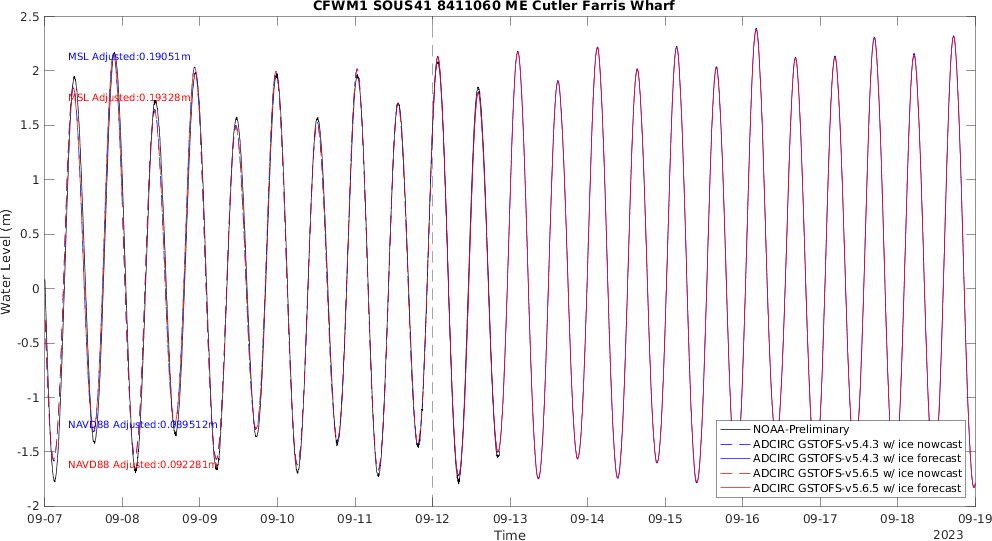 CFWM1 SOUS41 8411060 ME Cutler Farris Wharf
2.5
2
1.5
1
0.5
0
-0.5
-1
-1.5
-2
Water Level (m)
MSL Adjusted:0.19051m
MSL Adjusted:0.19328m
NAVD88 Adjusted:0.089512m
NAVD88 Adjusted:0.092281m
NOAA-Preliminary
ADCIRC GSTOFS-v5.4.3 w/ ice nowcast
ADCIRC GSTOFS-v5.4.3 w/ ice forecast
ADCIRC GSTOFS-v5.6.5 w/ ice nowcast
ADCIRC GSTOFS-v5.6.5 w/ ice forecast
09-07 09-08 09-09 09-10 09-11 09-12 09-13 09-14 09-15 09-16 09-17 09-18 09-19
Time
2023